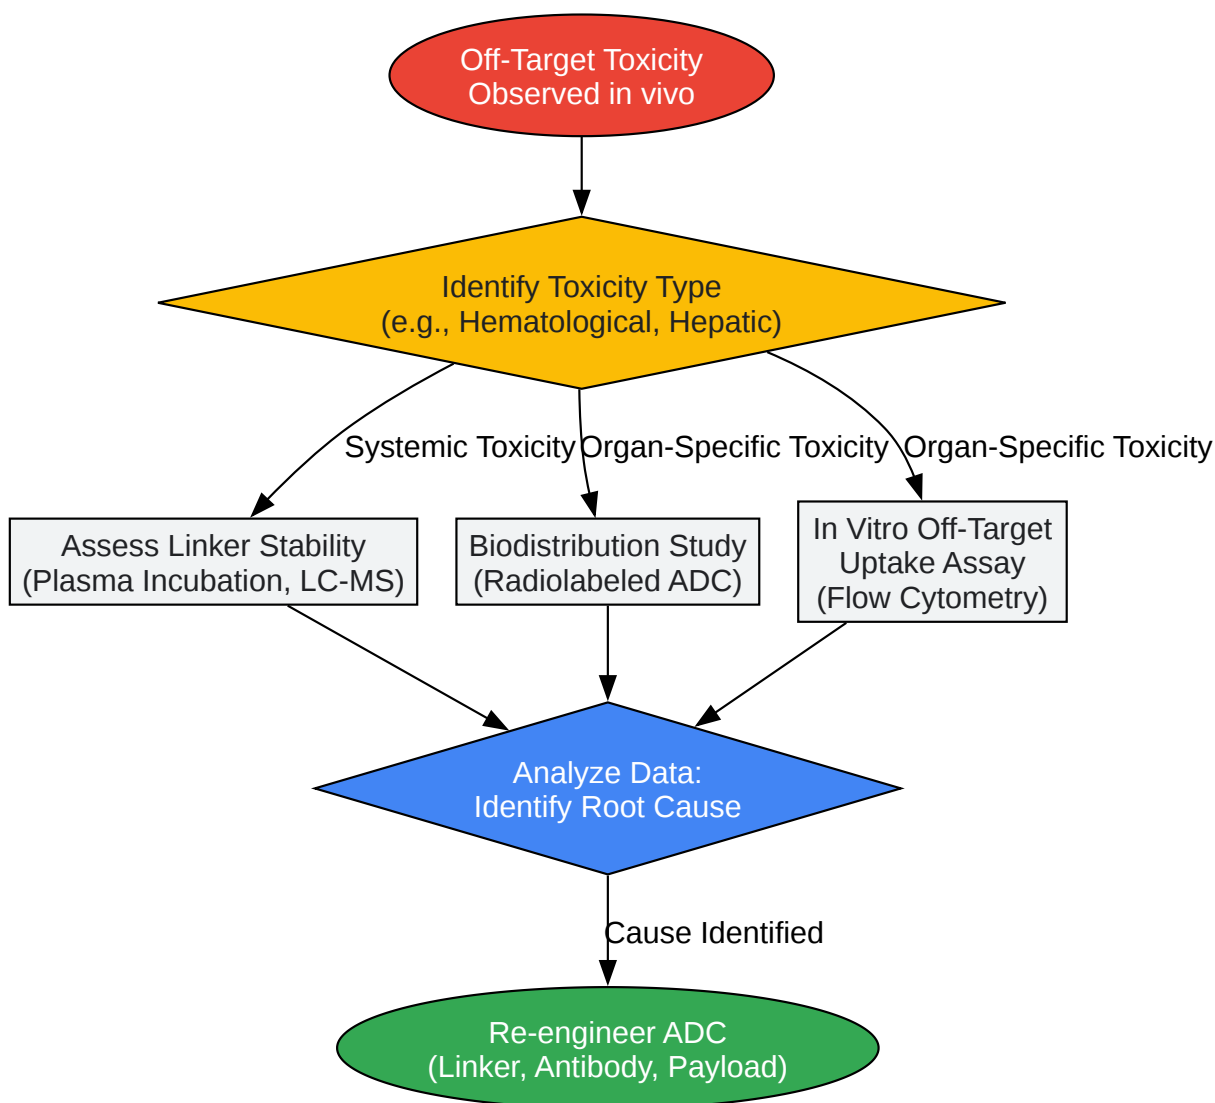 Off-Target Toxicity
Observed in vivo
Identify Toxicity Type
(e.g., Hematological, Hepatic)
Systemic Toxicity
Organ-Specific Toxicity
Organ-Specific Toxicity
Assess Linker Stability
(Plasma Incubation, LC-MS)
Biodistribution Study
(Radiolabeled ADC)
In Vitro Off-Target
Uptake Assay
(Flow Cytometry)
Analyze Data:
Identify Root Cause
Cause Identified
Re-engineer ADC
(Linker, Antibody, Payload)